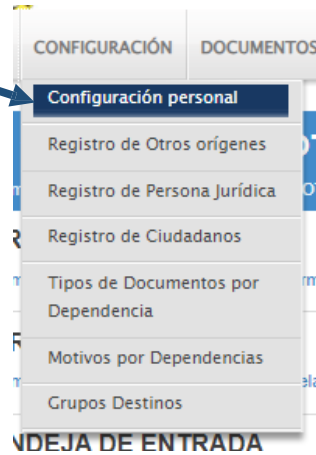 CONFIGURACIÓN DOCUMENTOS
Configuración personal
Registro de Otros orígenes
Registro de Persona Jurídica
Registro de Ciudadanos
Tipos de Documentos por
Dependencia
Motivos por Dependencias
Grupos Destinos
NDEJA DE ENTRADA